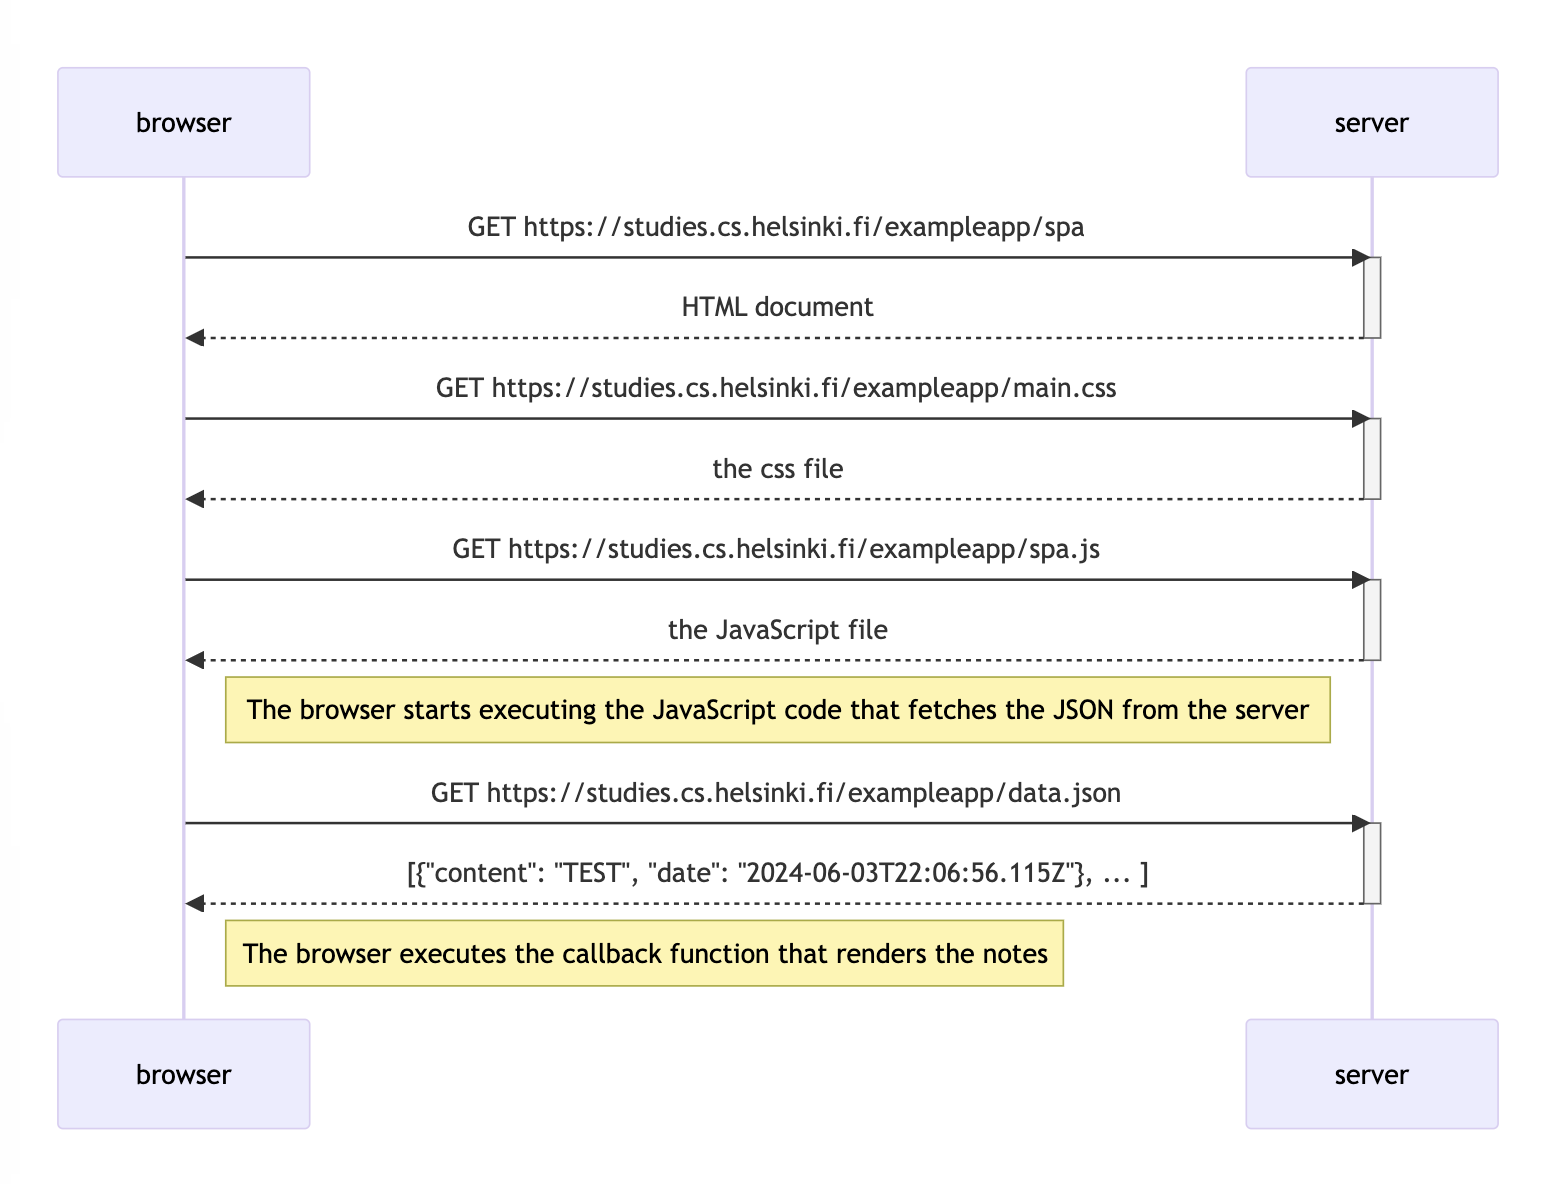 browser
server
GET https://studies.cs.helsinki.fi/exampleapp/spa
HTML document
GET https://studies.cs.helsinki.fi/exampleapp/main.css
the css file
GET https://studies.cs.helsinki.fi/exampleapp/spa.js
the JavaScript file
The browser starts executing the JavaScript code that fetches the JSON from the server
GET https://studies.cs.helsinki.fi/exampleapp/data.json
[{"content": "TEST", "date": "2024-06-03T22:06:56.115Z"}, ... ]
The browser executes the callback function that renders the notes
browser
server